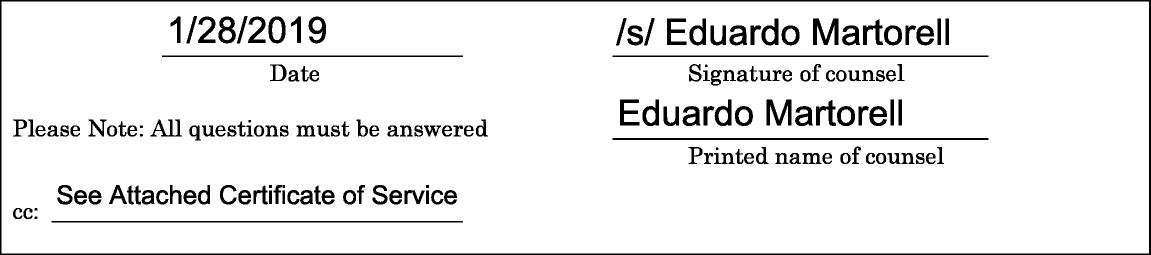 1/28/2019
Date
/s/ Eduardo Martorell
Signature of counsel
Please Note: All questions must be answered
Eduardo Martorell
Printed name of counsel
cc: See Attached Certificate of Service